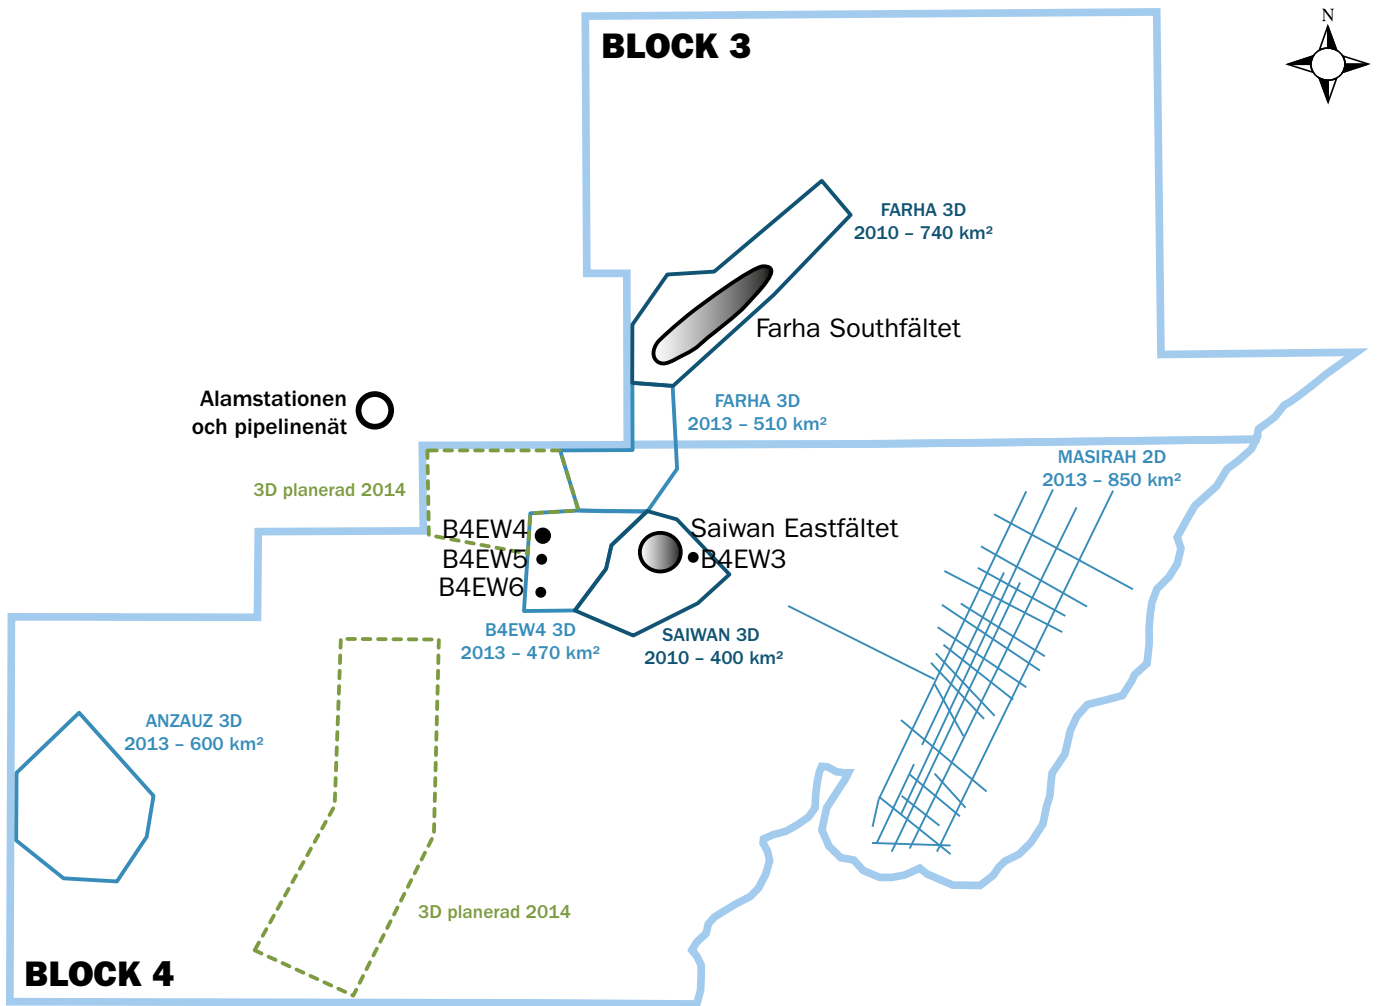 N
BLOCK 3
FARHA 3D
2010 – 740 km²
Farha Southfältet
Alamstationen
och pipelinenät
FARHA 3D
2013 – 510 km²
MASIRAH 2D
2013 – 850 km²
3D planerad 2014
B4EW4
Saiwan Eastfältet
B4EW5
B4EW3
B4EW6
B4EW4 3D
2013 – 470 km²
SAIWAN 3D
2010 – 400 km²
ANZAUZ 3D
2013 – 600 km²
3D planerad 2014
BLOCK 4